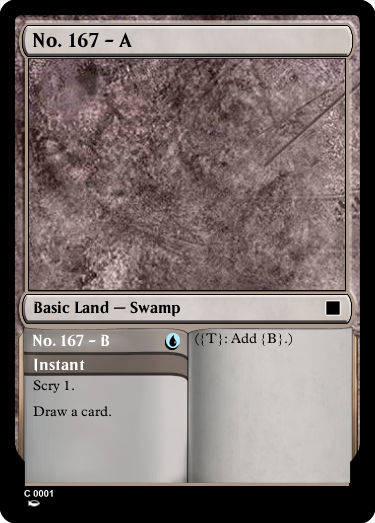 No. 167 – A
Basic Land — Swamp
No. 167 – B
Instant
Scry 1.
Draw a card.
({T}: Add {B}.)
C 0001